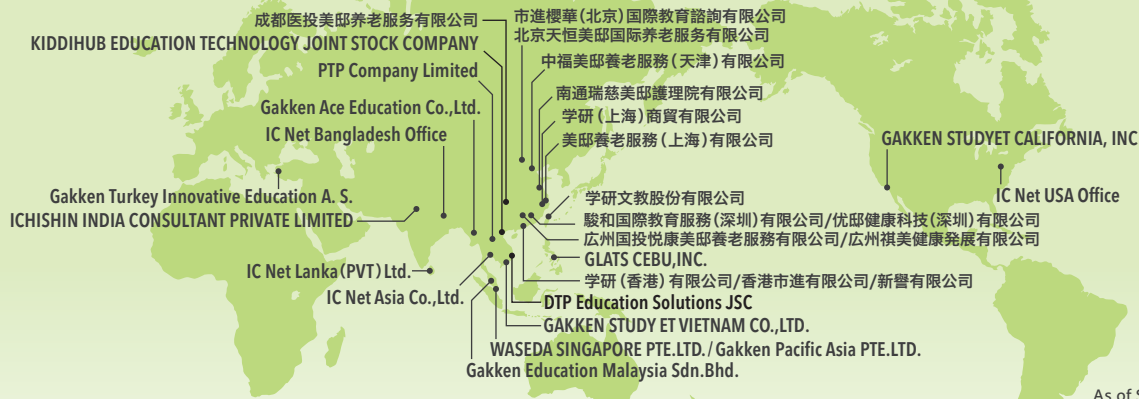 成都医投美邸养老服务有限公司
市進櫻華(北京)国際教育諮詢有限公司
KIDDIHUB EDUCATION TECHNOLOGY JOINT STOCK COMPANY
北京天恒美邸国际养老服务有限公司
PTP Company Limited
中福美邸養老服務(天津)有限公司
南通瑞慈美邸護理院有限公司
Gakken Ace Education Co.,Ltd.
学研(上海)商貿有限公司
IC Net Bangladesh Office
美邸養老服務(上海)有限公司
GAKKEN STUDYET CALIFORNIA, INC
Gakken Turkey Innovative Education A. S.
学研文教股份有限公司
IC Net USA Office
ICHISHIN INDIA CONSULTANT PRIVATE LIMITED
駿和国際教育服務(深圳)有限公司/优邸健康科技(深圳)有限公司
広州国投悦康美邸養老服務有限公司/広州祺美健康発展有限公司
GLATS CEBU,INC.
IC Net Lanka(PVT) Ltd.
学研(香港)有限公司/香港市進有限公司/新譽有限公司
IC Net Asia Co.,Ltd.
DTP Education Solutions JSC
GAKKEN STUDY ET VIETNAM CO.,LTD.
WASEDA SINGAPORE PTE.LTD. / Gakken Pacific Asia PTE.LTD.
Gakken Education Malaysia Sdn.Bhd.
As of